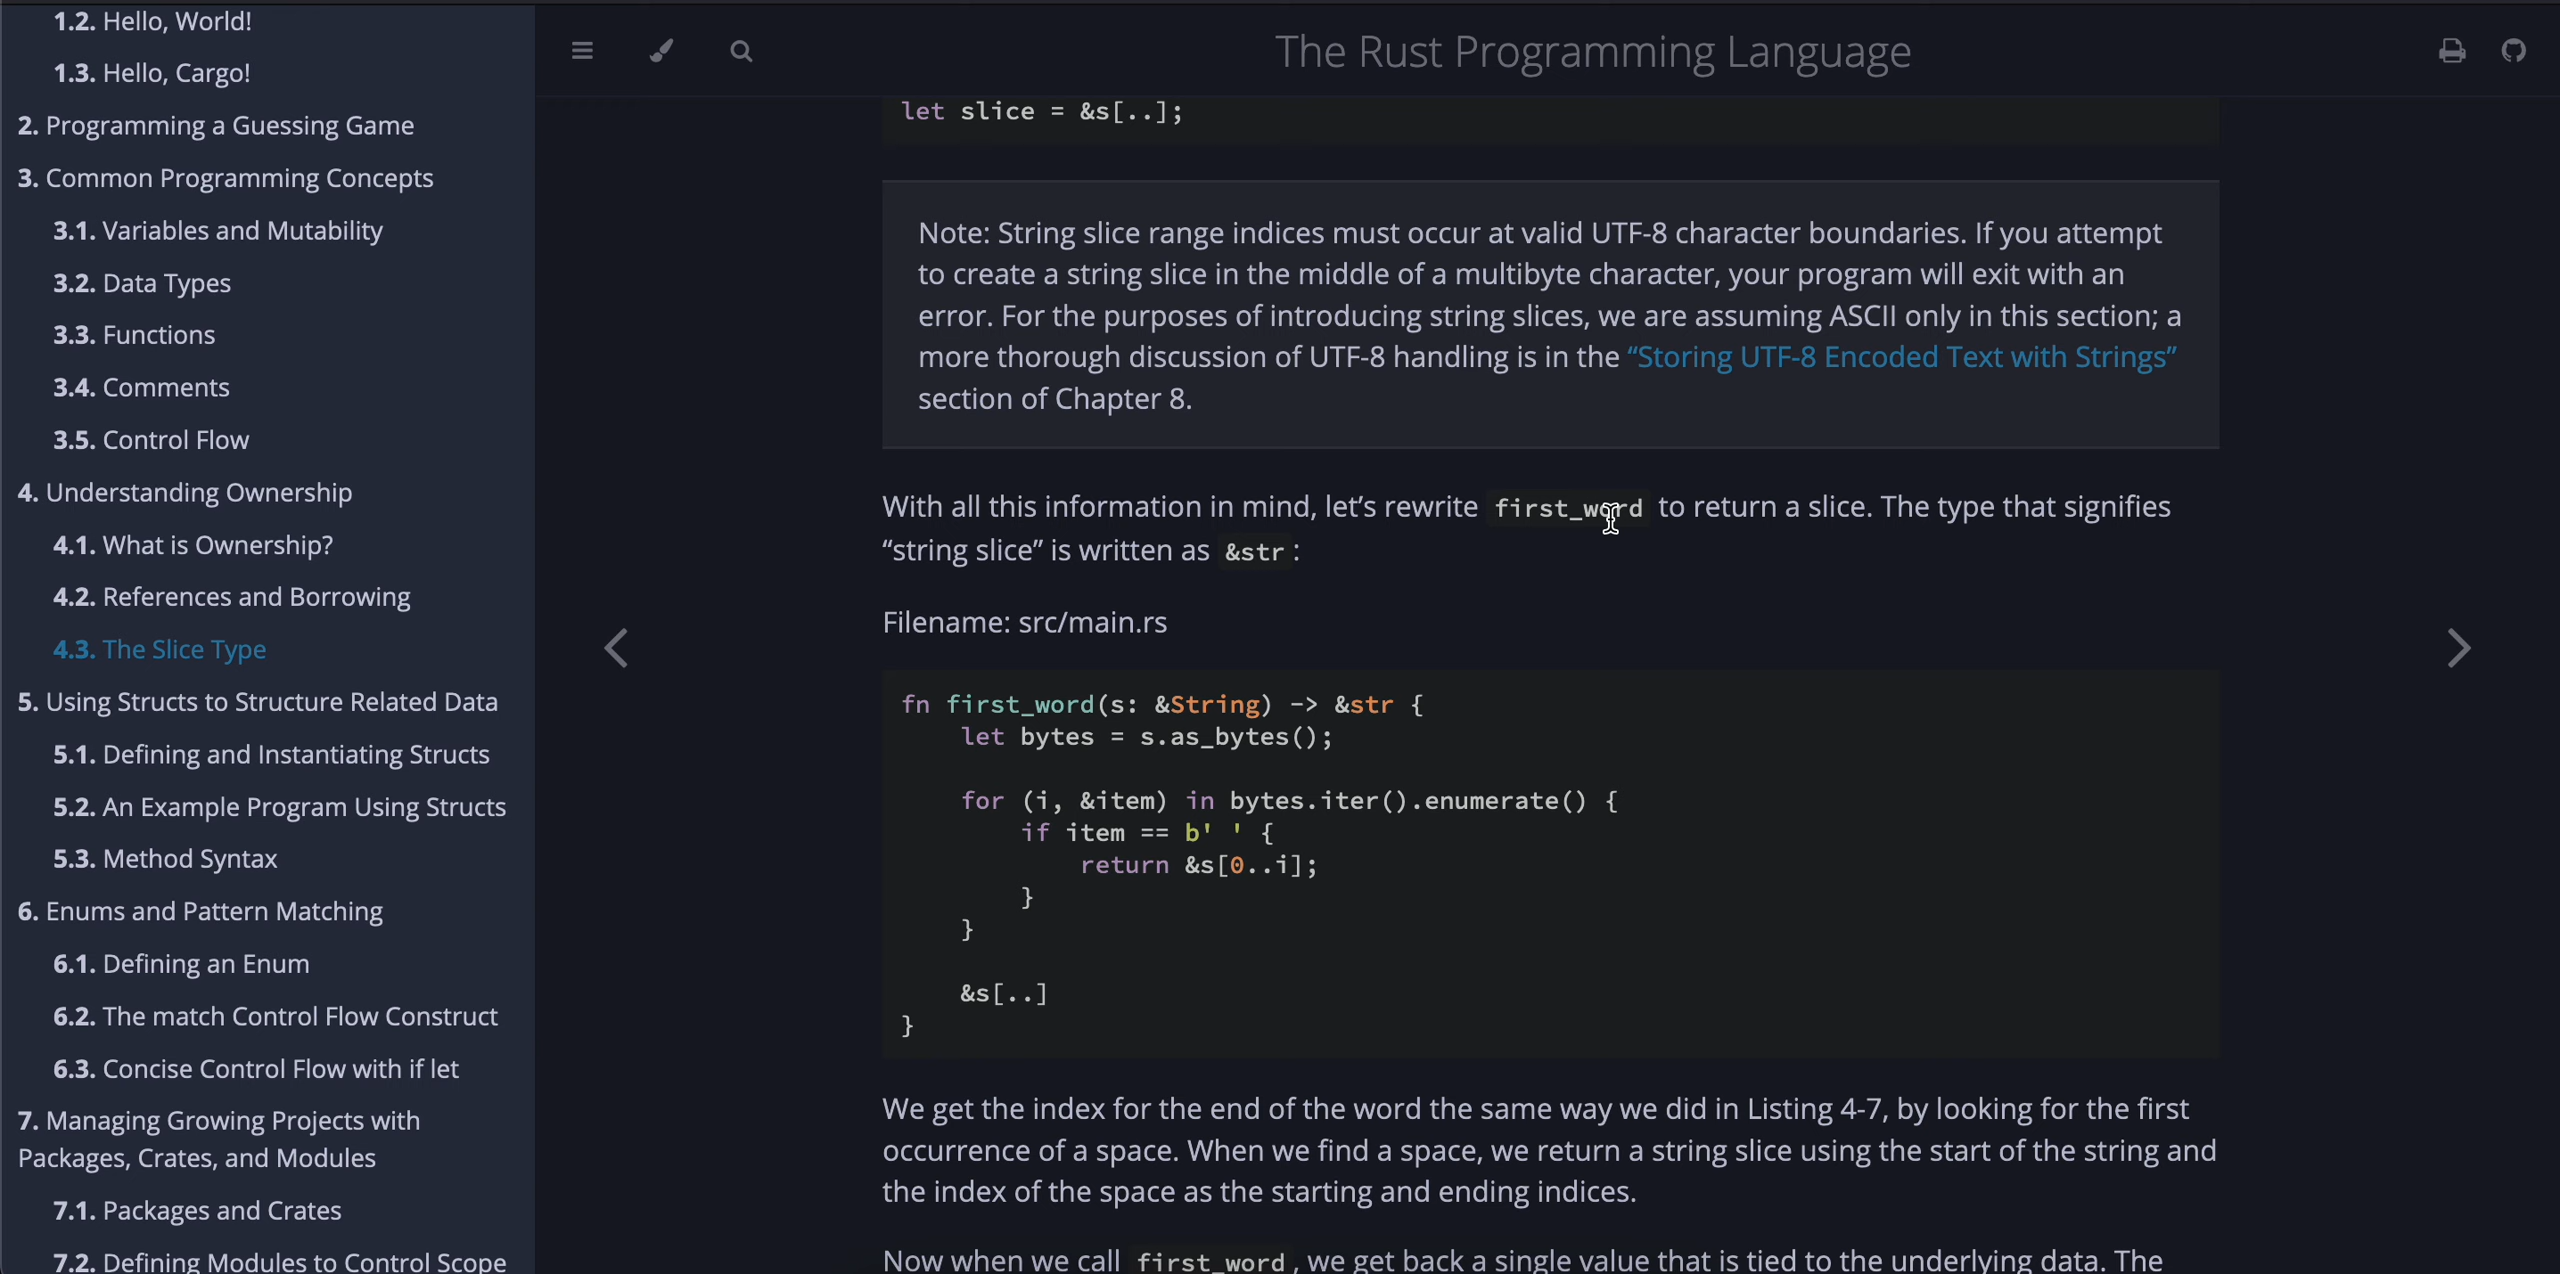 1.2. Hello, World!
1.3. Hello, Cargo!
2. Programming a Guessing Game
3. Common Programming Concepts
3.1. Variables and Mutability
3.2. Data Types
3.3. Functions
3.4. Comments
3.5. Control Flow
4. Understanding Ownership
4.1. What is Ownership?
4.2. References and Borrowing
4.3. The Slice Type
5. Using Structs to Structure Related Data
5.1. Defining and Instantiating Structs
5.2. An Example Program Using Structs
5.3. Method Syntax
6. Enums and Pattern Matching
6.1. Defining an Enum
6.2. The match Control Flow Construct
6.3. Concise Control Flow with if let
7. Managing Growing Projects with
Packages, Crates, and Modules
7.1. Packages and Crates
7.2. Defining Modules to Control Scope
The Rust Programming Language
let slice = &s[..];
Note: String slice range indices must occur at valid UTF-8 character boundaries. If you attempt
to create a string slice in the middle of a multibyte character, your program will exit with an
error. For the purposes of introducing string slices, we are assuming ASCII only in this section; a
more thorough discussion of UTF-8 handling is in the “Storing UTF-8 Encoded Text with Strings”
section of Chapter 8.
With all this information in mind, let’s rewrite first_word to return a slice. The type that signifies
“string slice” is written as &str:
Filename: src/main.rs
fn first_word(s: &String) -> &str {
    let bytes = s.as_bytes();
    for (i, &item) in bytes.iter().enumerate() {
        if item == b' ' {
            return &s[0..i];
        }
    }
    &s[..]
}
We get the index for the end of the word the same way we did in Listing 4-7, by looking for the first
occurrence of a space. When we find a space, we return a string slice using the start of the string and
the index of the space as the starting and ending indices.
Now when we call first_word, we get back a single value that is tied to the underlying data. The